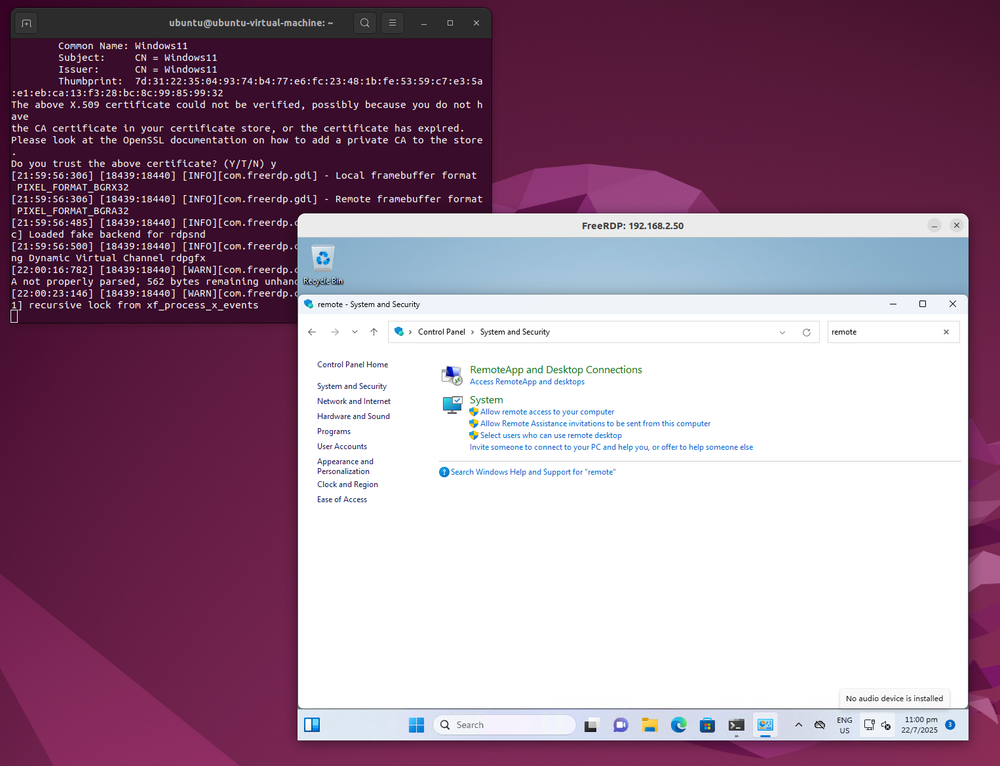 ubuntu@ubuntu-virtual-machine: ~
Common Name: Windows11
Subject:     CN = Windows11
Issuer:      CN = Windows11
Thumbprint:  7d:31:22:35:04:93:74:b4:77:e6:fc:23:48:1b:fe:53:59:c7:e3:5a
:e1:eb:ca:13:f3:28:bc:8c:99:85:99:32
The above X.509 certificate could not be verified, possibly because you do not h
ave
the CA certificate in your certificate store, or the certificate has expired.
Please look at the OpenSSL documentation on how to add a private CA to the store
.
Do you trust the above certificate? (Y/T/N) y
[21:59:56:306] [18439:18440] [INFO][com.freerdp.gdi] - Local framebuffer format
PIXEL_FORMAT_BGRX32
[21:59:56:306] [18439:18440] [INFO][com.freerdp.gdi] - Remote framebuffer format
PIXEL_FORMAT_BGRA32
[21:59:56:485] [18439:18440] [INFO][com.freerdp.
c] Loaded fake backend for rdpsnd
[21:59:56:500] [18439:18440] [INFO][com.freerdp.
ng Dynamic Virtual Channel rdpgfx
[22:00:16:782] [18439:18440] [WARN][com.freerdp.
A not properly parsed, 562 bytes remaining unhan
[22:00:23:146] [18439:18440] [WARN][com.freerdp.
1] recursive lock from xf_process_x_events
FreeRDP: 192.168.2.50
Recycle Bin
remote - System and Security
Control Panel > System and Security
remote
Control Panel Home
System and Security
Network and Internet
Hardware and Sound
Programs
User Accounts
Appearance and
Personalization
Clock and Region
Ease of Access
RemoteApp and Desktop Connections
Access RemoteApp and desktops
System
Allow remote access to your computer
Allow Remote Assistance invitations to be sent from this computer
Select users who can use remote desktop
Invite someone to connect to your PC and help you, or offer to help someone else
Search Windows Help and Support for "remote"
No audio device is installed
Search
ENG
US
11:00 pm
22/7/2025
3